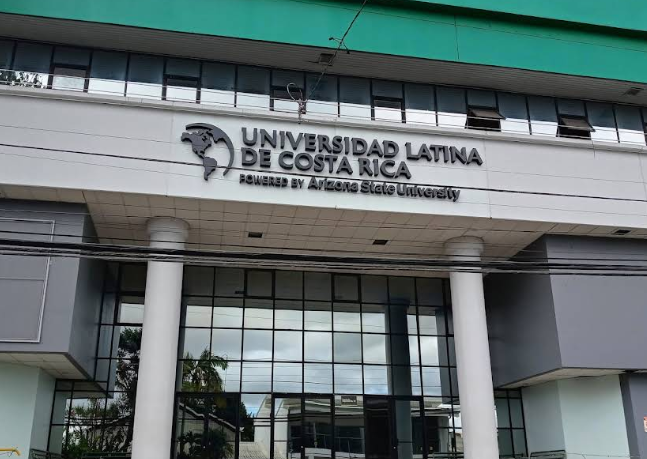 UNIVERSIDAD LATINA
DE COSTA RICA
POWERED BY Arizona State University